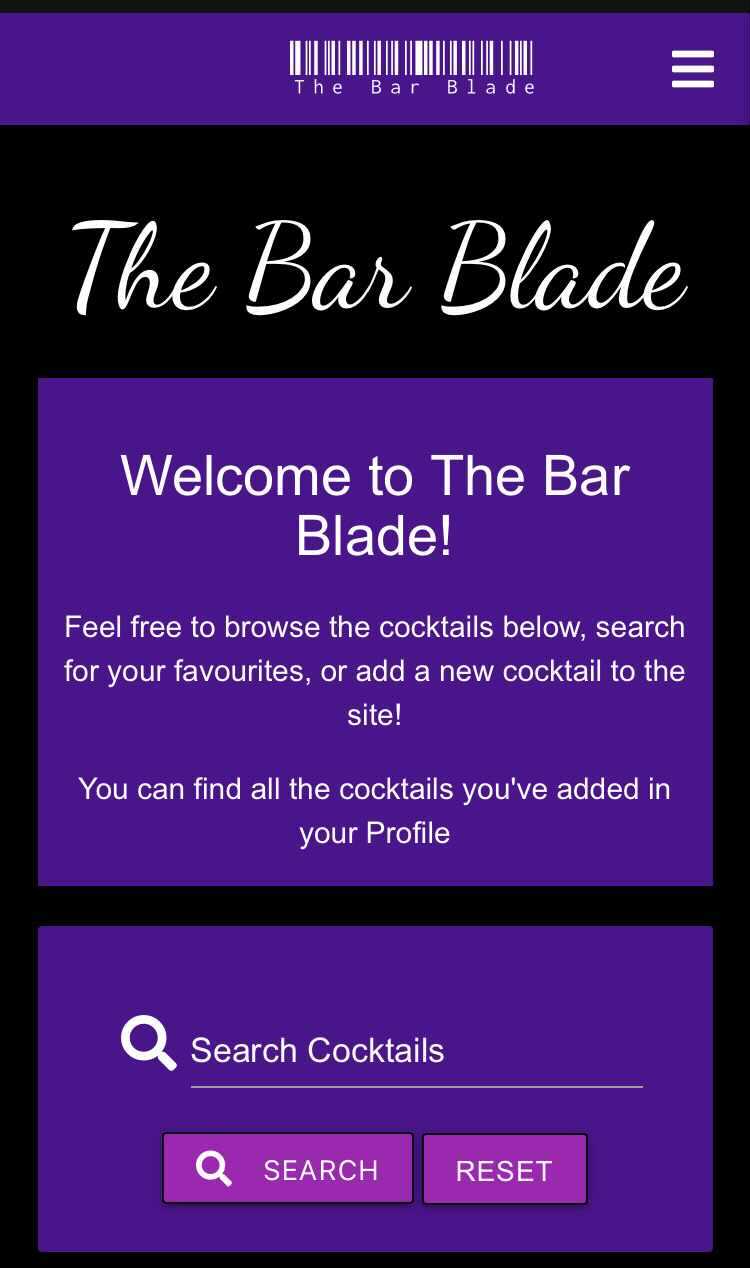 The Bar Blade
The Bar Blade
Welcome to The Bar
Blade!
Feel free to browse the cocktails below, search
for your favourites, or add a new cocktail to the
site!
You can find all the cocktails you've added in
your Profile
Search Cocktails
SEARCH RESET